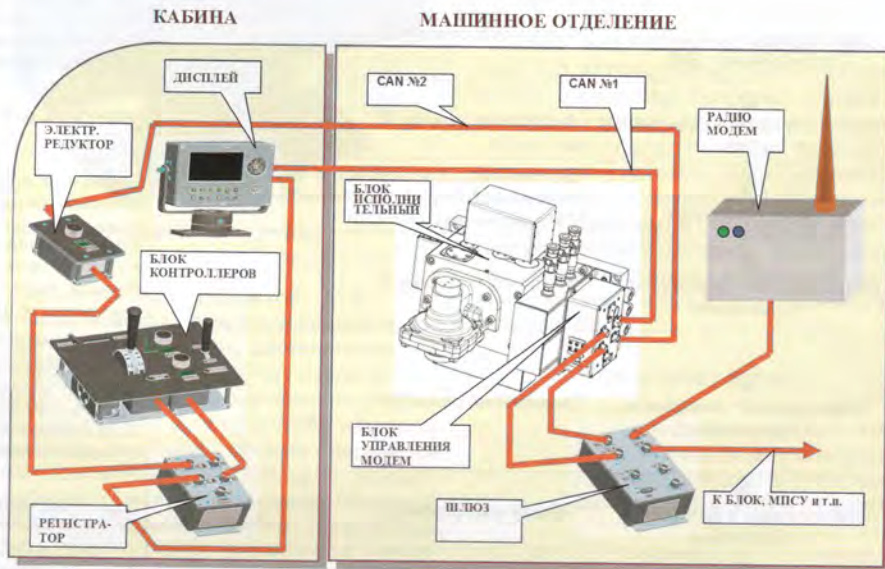 КАБИНА
МАШИННОЕ ОТДЕЛЕНИЕ
ДИСПЛЕЙ
CAN №2
CAN №1
ЭЛЕКТР.
РЕДУКТОР
РАДИО
МОДЕМ
БЛОК
ИСПОЛНИ
ТЕЛЬНЫЙ
БЛОК
КОНТРОЛЛЕРОВ
БЛОК
УПРАВЛЕНИЯ
МОДЕМ
РЕГИСТРА-
ТОР
ШЛЮЗ
К БЛОК, МПСУ и т.п.